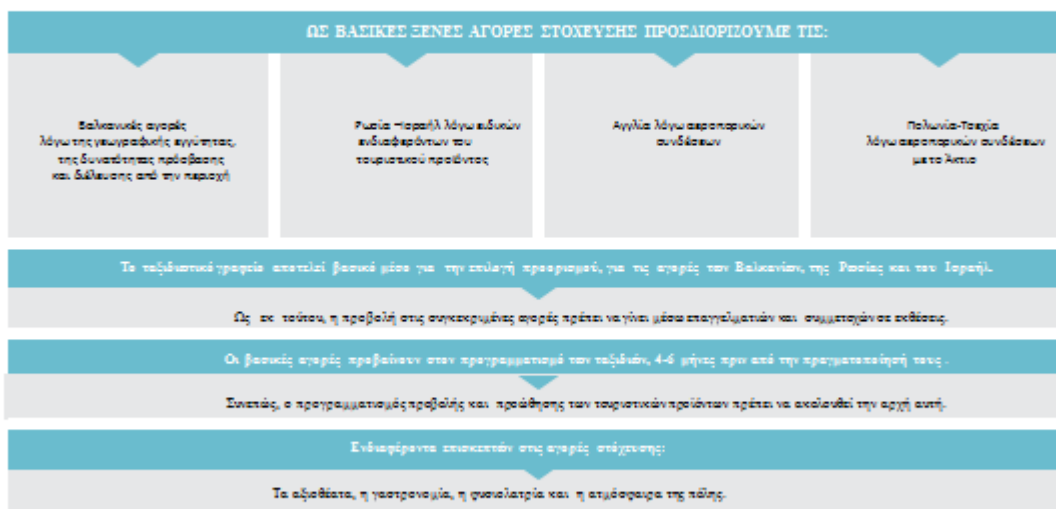 ΩΣ ΒΑΣΙΚΕΣ ΞΕΝΕΣ ΑΓΟΡΕΣ ΣΤΟΧΕΥΣΗΣ ΠΡΟΣΔΙΟΡΙΖΟΥΜΕ ΤΙΣ:
Βαλκανικές αγορές
λόγω της γεωγραφικής εγγύτητας,
της δυνατότητας πρόσβασης
και διέλευσης από την περιοχή
Ρωσία –Ισραήλ λόγω ειδικών
ενδιαφερόντων του
τουριστικού προϊόντος
Αγγλία λόγω αεροπορικών
συνδέσεων
Πολωνία-Τσεχία
λόγω αεροπορικών συνδέσεων
με το Άκτιο
Το ταξιδιωτικό γραφείο αποτελεί βασικό μέσο για την επιλογή προορισμού, για τις αγορές των Βαλκανίων, της Ρωσίας και του Ισραήλ.
Ως εκ τούτου, η προβολή στις συγκεκριμένες αγορές πρέπει να γίνει μέσω επαγγελματιών και συμμετοχών σε εκθέσεις.
Οι βασικές αγορές προβαίνουν στον προγραμματισμό των ταξιδιών, 4-6 μήνες πριν από την πραγματοποίησή τους .
Συνεπώς, ο προγραμματισμός προβολής και προώθησης των τουριστικών προϊόντων πρέπει να ακολουθεί την αρχή αυτή.
Ενδιαφέροντα επισκεπτών στις αγορές στόχευσης:
Τα αξιοθέατα, η γαστρονομία, η φυσιολατρία και η ατμόσφαιρα της πόλης.